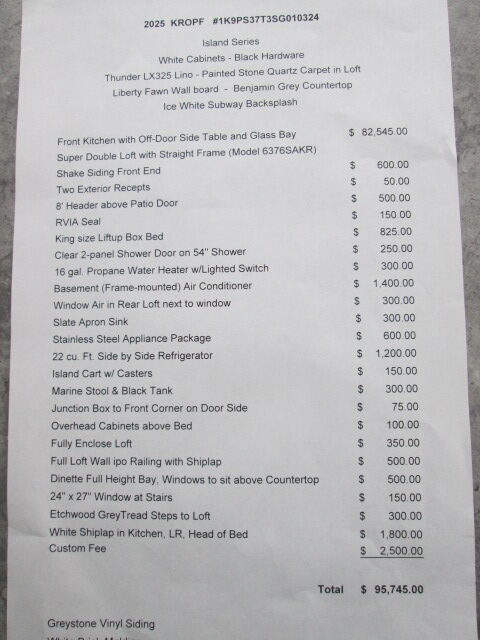 2025 KROPF #1K9PS37T3SG010324
Island Series
White Cabinets - Black Hardware
Thunder LX325 Lino - Painted Stone Quartz Carpet in Loft
Liberty Fawn Wall board - Benjamin Grey Countertop
Ice White Subway Backsplash
Front Kitchen with Off-Door Side Table and Glass Bay $ 82,545.00
Super Double Loft with Straight Frame (Model 6376SAKR)
Shake Siding Front End $ 600.00
Two Exterior Recepts $ 50.00
8' Header above Patio Door $ 500.00
RVIA Seal $ 150.00
King size Liftup Box Bed $ 825.00
Clear 2-panel Shower Door on 54" Shower $ 250.00
16 gal. Propane Water Heater w/Lighted Switch $ 300.00
Basement (Frame-mounted) Air Conditioner $ 1,400.00
Window Air in Rear Loft next to window $ 300.00
Slate Apron Sink $ 300.00
Stainless Steel Appliance Package $ 600.00
22 cu. Ft. Side by Side Refrigerator $ 1,200.00
Island Cart w/ Casters $ 150.00
Marine Stool & Black Tank $ 300.00
Junction Box to Front Corner on Door Side $ 75.00
Overhead Cabinets above Bed $ 100.00
Fully Enclose Loft $ 350.00
Full Loft Wall ipo Railing with Shiplap $ 500.00
Dinette Full Height Bay, Windows to sit above Countertop $ 500.00
24" x 27" Window at Stairs $ 150.00
Etchwood GreyTread Steps to Loft $ 300.00
White Shiplap in Kitchen, LR, Head of Bed $ 1,800.00
Custom Fee $ 2,500.00
Total $ 95,745.00
Greystone Vinyl Siding